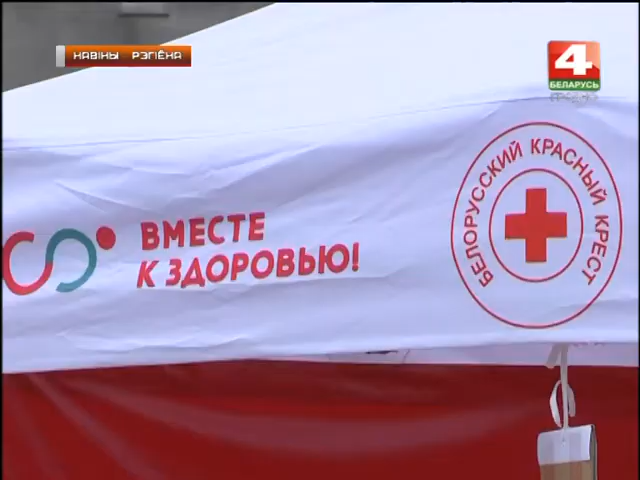 НАВІНЫ РЭГІЁНА
4
БЕЛАРУСЬ
ВМЕСТЕ
К ЗДОРОВЬЮ!
БЕЛОРУССКИЙ КРАСНЫЙ КРЕСТ